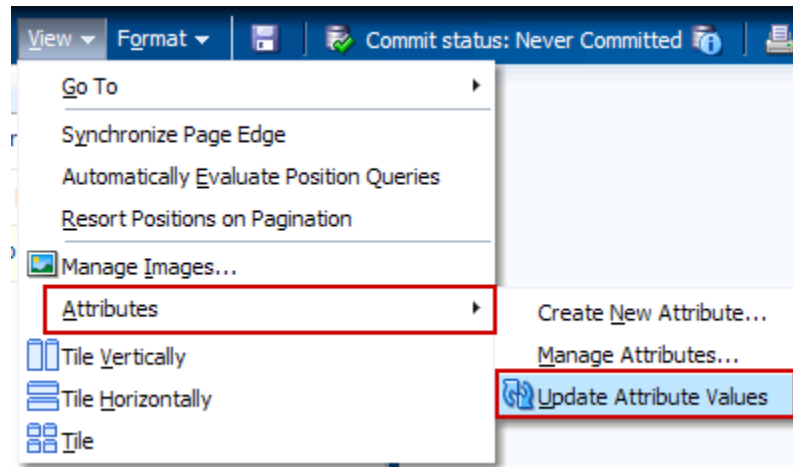 View Format Commit status: Never Committed
Go To
Synchronize Page Edge
Automatically Evaluate Position Queries
Resort Positions on Pagination
Manage Images...
Attributes
Create New Attribute...
Tile Vertically
Manage Attributes...
Tile Horizontally
Update Attribute Values
Tile